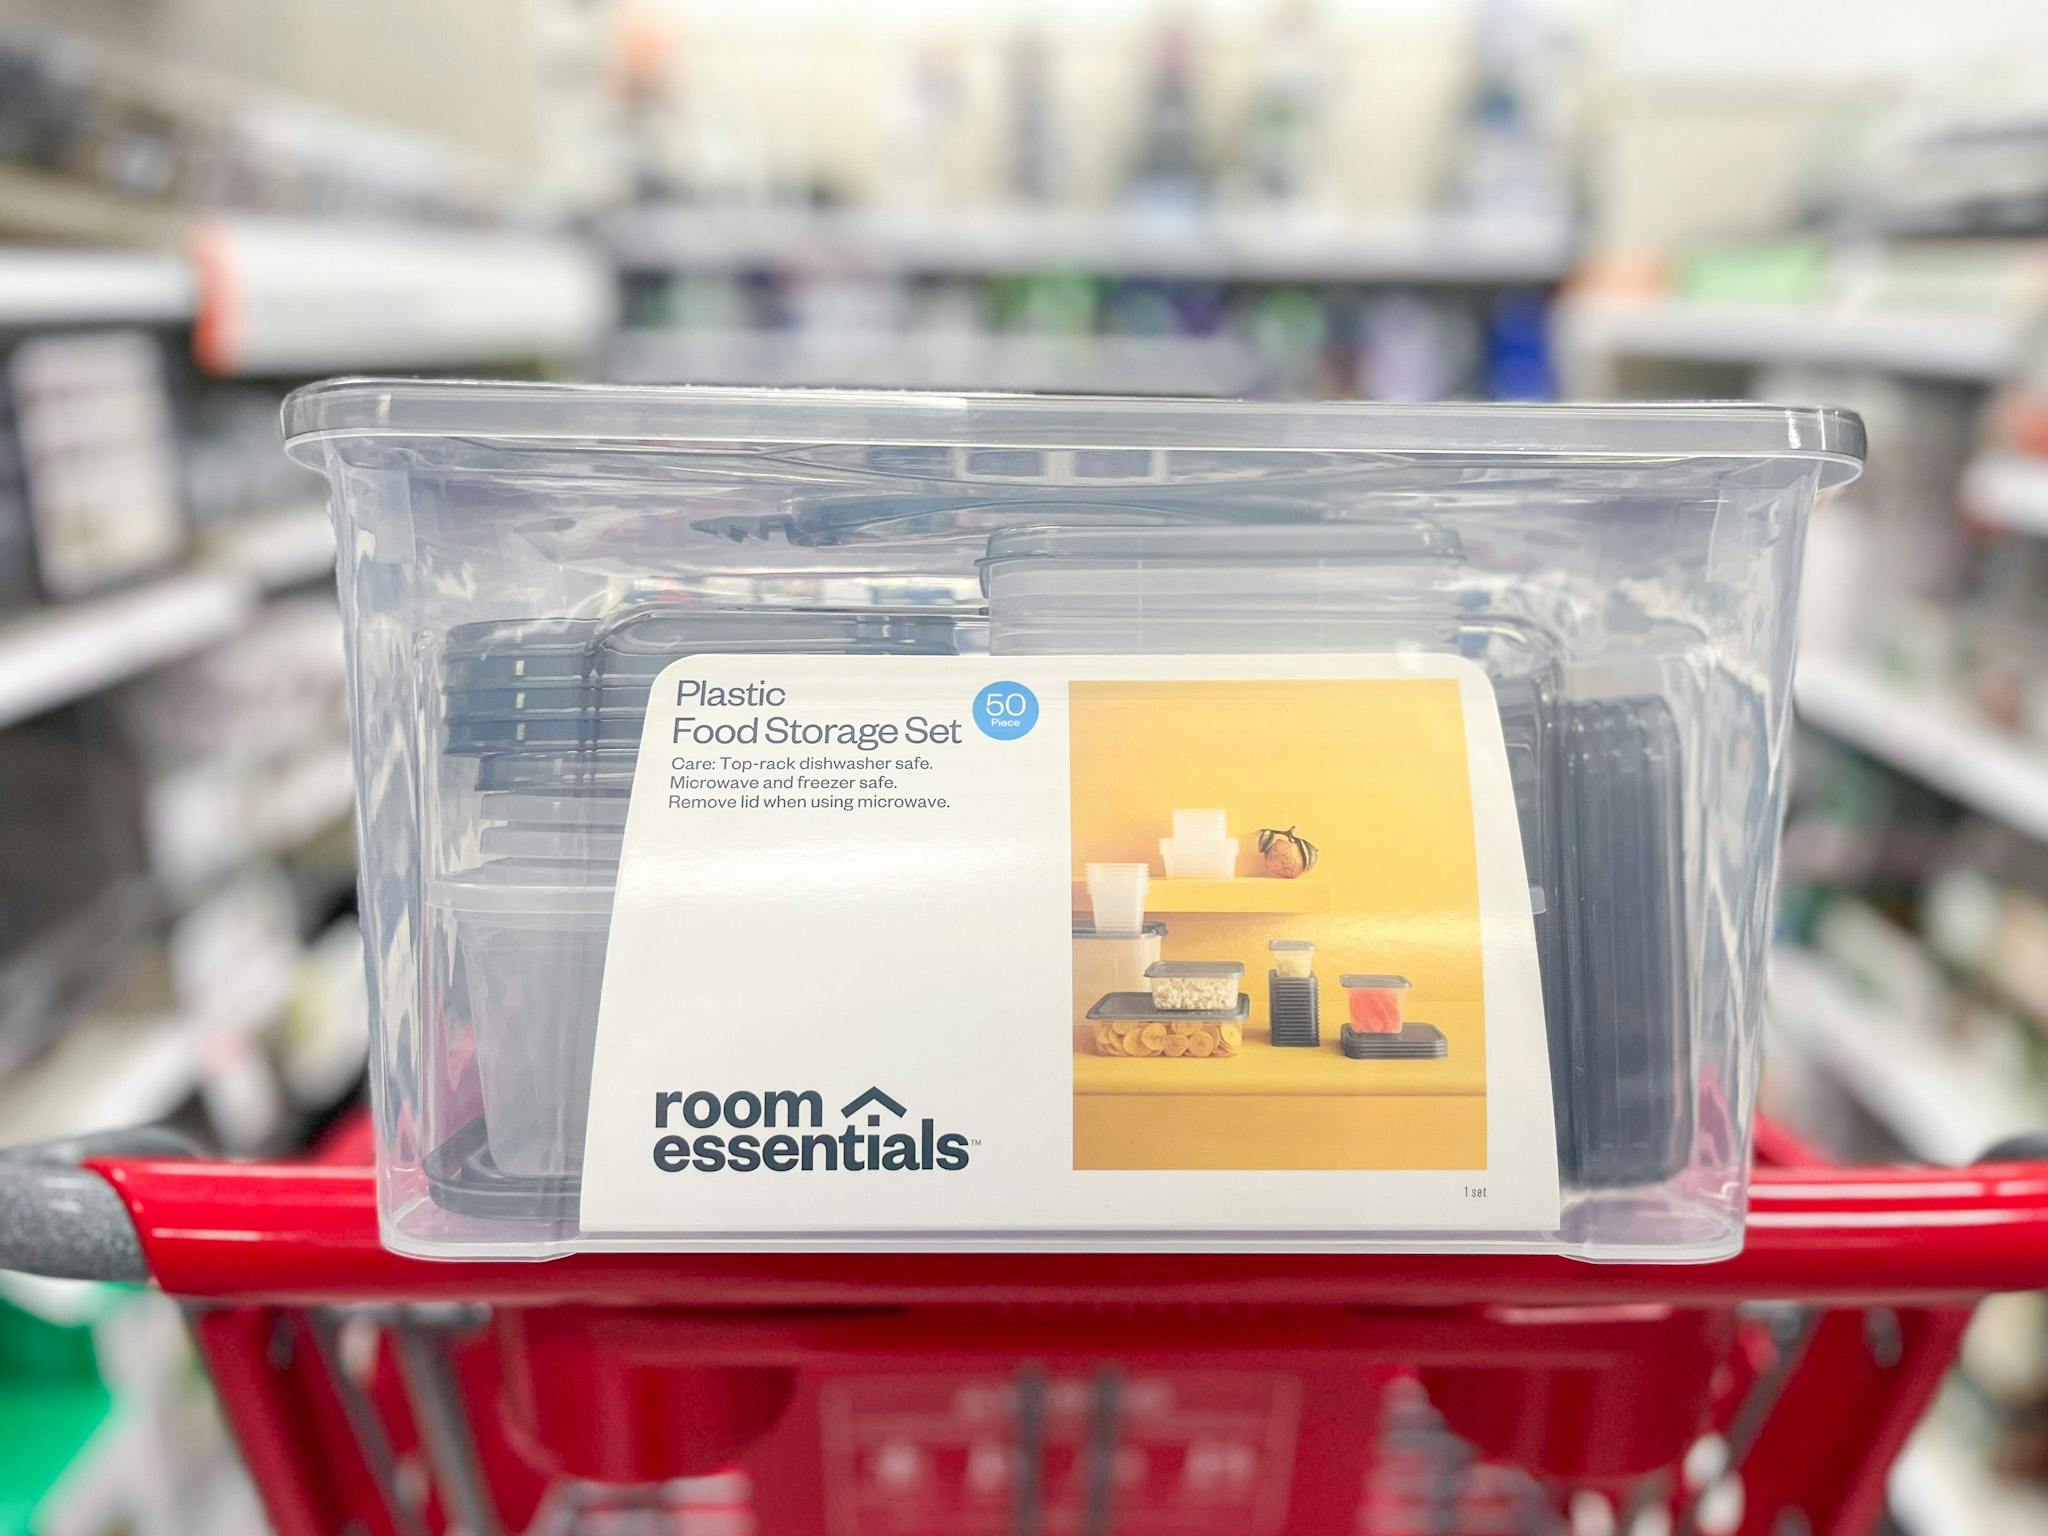 Plastic
Food Storage Set
50
Piece
Care: Top-rack dishwasher safe.
Microwave and freezer safe.
Remove lid when using microwave.
room
essentials™
1 set